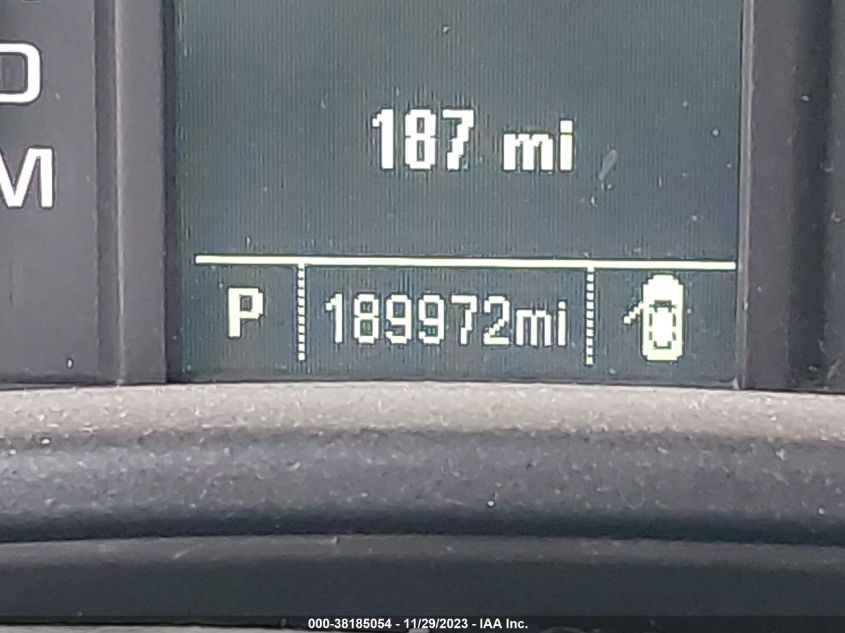 D
M
187 mi
P 189972mi
000-38185054 - 11/29/2023 - IAA Inc.